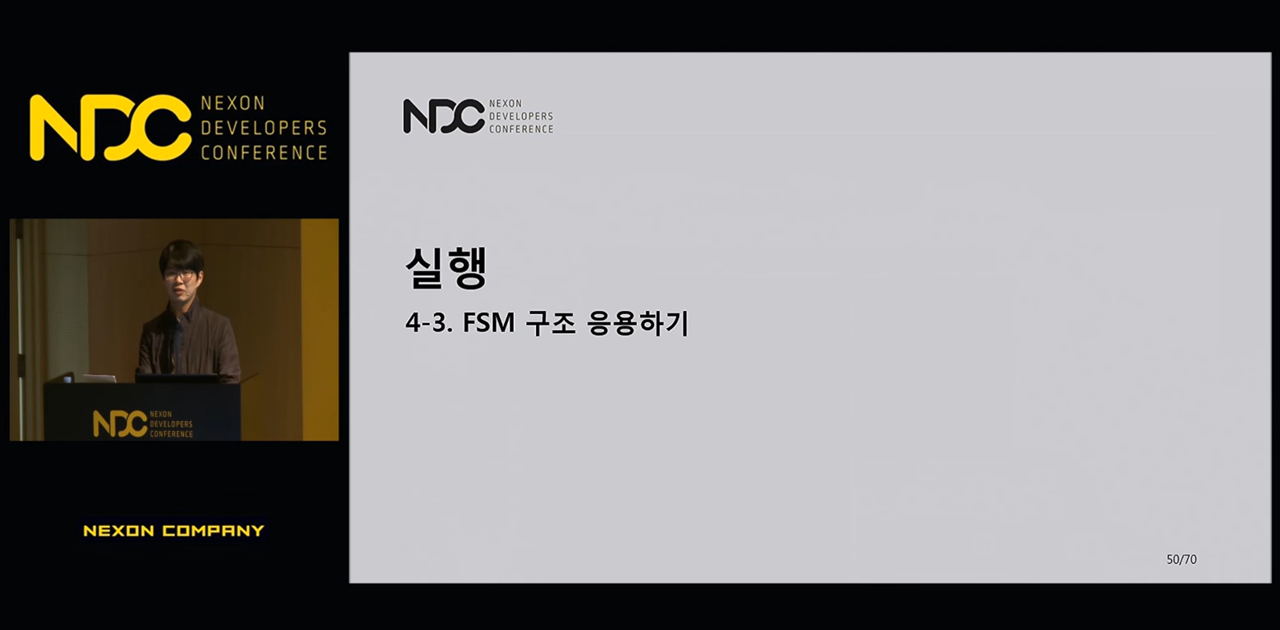 NDC NEXON
DEVELOPERS
CONFERENCE
NDC NEXON
DEVELOPERS
CONFERENCE
실행
4-3. FSM 구조 응용하기
NDC NEXON
DEVELOPERS
CONFERENCE
NEXON COMPANY
50/70